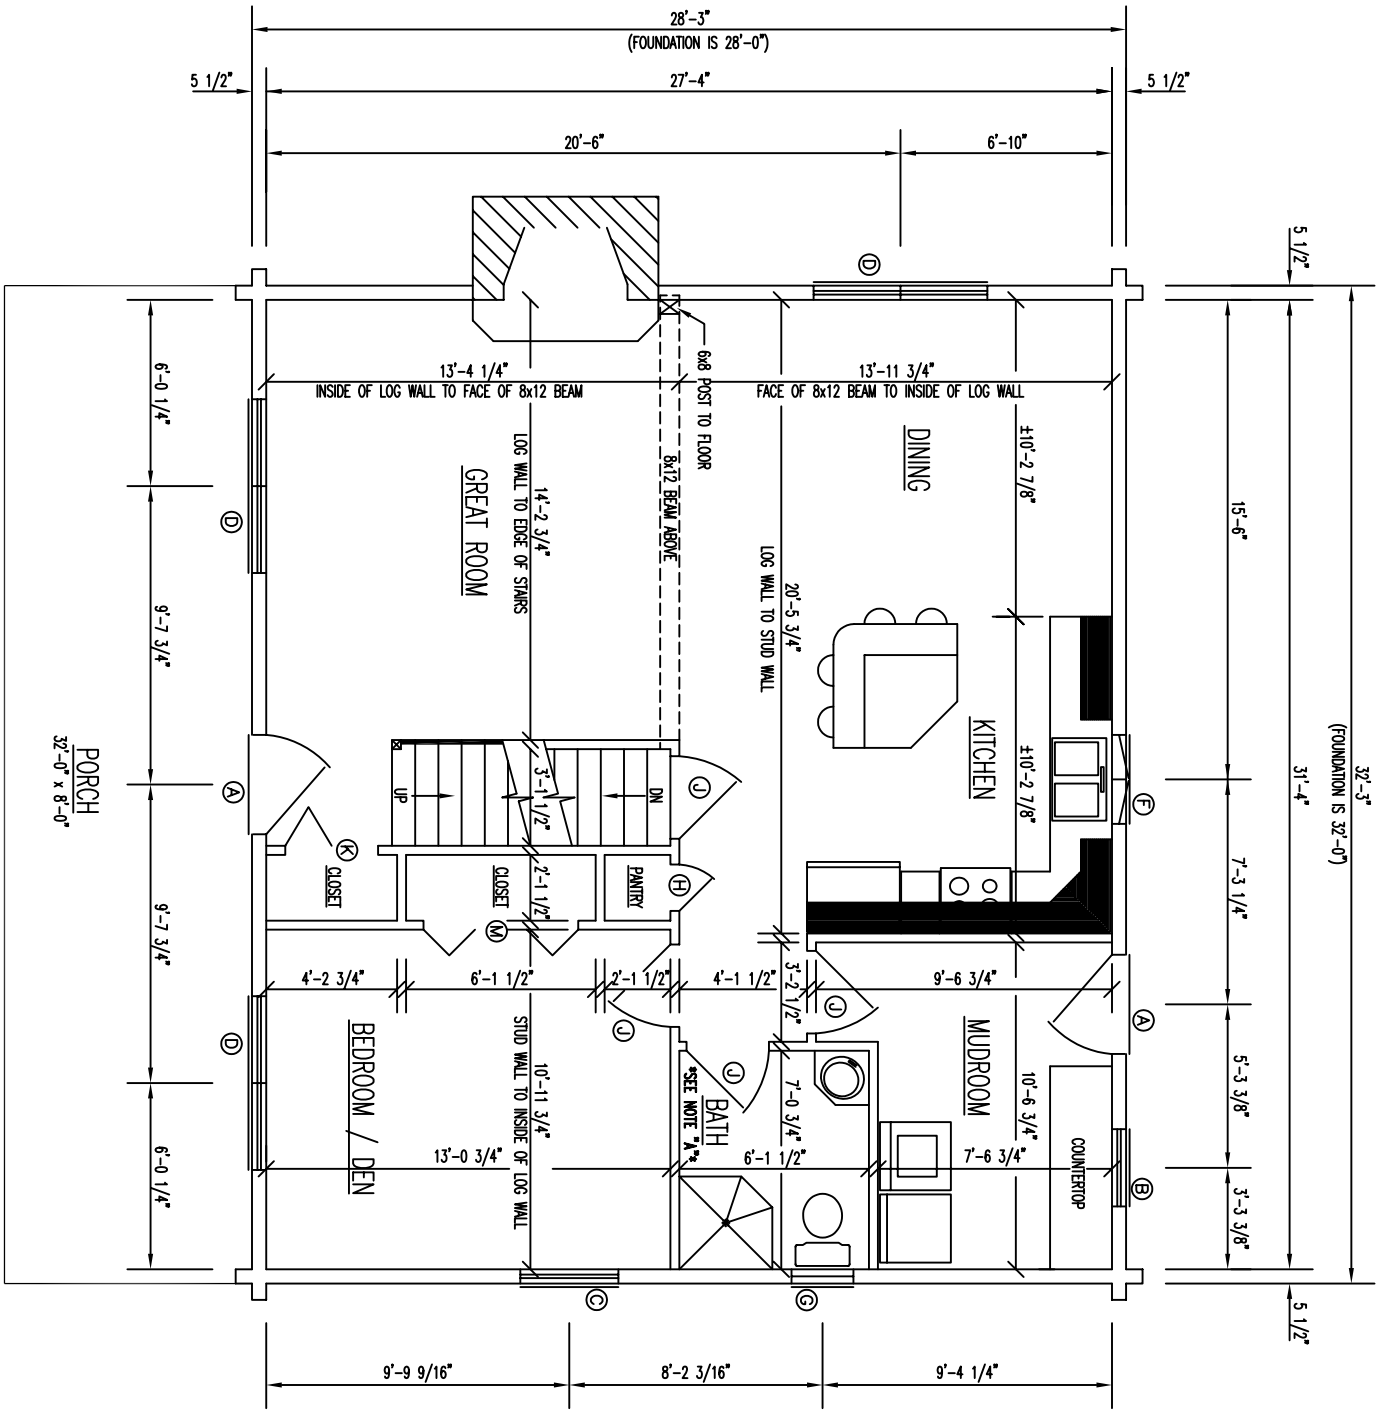 28'-3"
(FOUNDATION IS 28'-0")
5 1/2"
27'-4"
5 1/2"
20'-6"
6'-10"
5 1/2"
D
32'-3"
(FOUNDATION IS 32'-0")
31'-4"
15'-6"
7'-3 1/4"
5'-3 3/8"
3'-3 3/8"
5 1/2"
6'-0 1/4"
9'-7 3/4"
9'-7 3/4"
6'-0 1/4"
13'-4 1/4"
INSIDE OF LOG WALL TO FACE OF 8x12 BEAM
13'-11 3/4"
FACE OF 8x12 BEAM TO INSIDE OF LOG WALL
6x8 POST TO FLOOR
8x12 BEAM ABOVE
DINING
±10'-2 7/8"
GREAT ROOM
14'-2 3/4"
LOG WALL TO EDGE OF STAIRS
20'-5 3/4"
LOG WALL TO STUD WALL
KITCHEN
±10'-2 7/8"
D
A
D
F
A
B
PORCH
32'-0" x 8'-0"
UP
3'-1 1/2"
DN
J
K
CLOSET
CLOSET
2'-1 1/2"
PANTRY
H
M
4'-2 3/4"
6'-1 1/2"
2'-1 1/2"
4'-1 1/2"
3'-2 1/2"
9'-6 3/4"
J
J
J
BEDROOM / DEN
10'-11 3/4"
STUD WALL TO INSIDE OF LOG WALL
BATH
*SEE NOTE "A"*
7'-0 3/4"
MUDROOM
10'-6 3/4"
COUNTERTOP
13'-0 3/4"
6'-1 1/2"
7'-6 3/4"
C
G
9'-9 9/16"
8'-2 3/16"
9'-4 1/4"